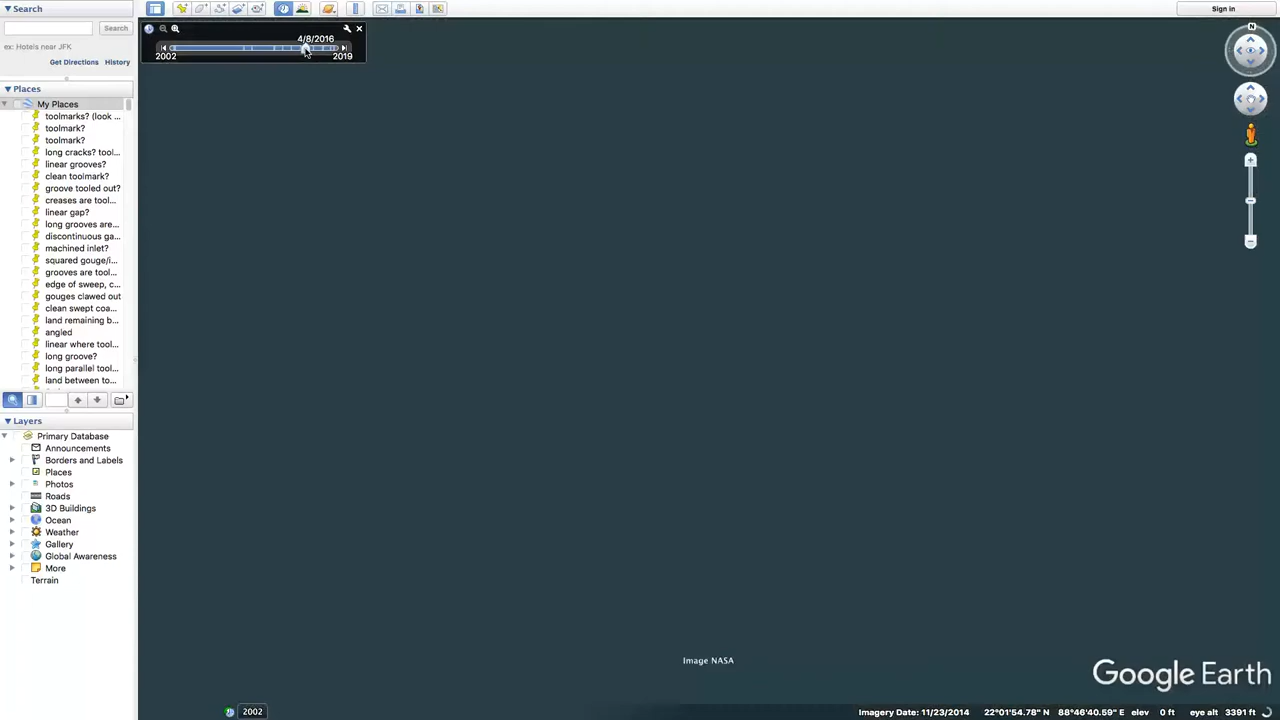 Search
Sign in
Search
ex: Hotels near JFK
Get Directions
History
4/8/2016
2002
2019
N
Places
My Places
toolmarks? (look ...
toolmark?
toolmark?
long cracks? tool...
linear grooves?
clean toolmark?
groove tooled out?
creases are tool...
linear gap?
long grooves are...
discontinuous ga...
machined inlet?
squared gouge/i...
grooves are tool...
edge of sweep, c...
gouges clawed out
clean swept coa...
land remaining b...
angled
linear where tool...
long groove?
long parallel tool...
land between to...
Layers
Primary Database
Announcements
Borders and Labels
Places
Photos
Roads
3D Buildings
Ocean
Weather
Gallery
Global Awareness
More
Terrain
Image NASA
Google Earth
2002
Imagery Date: 11/23/2014 22°01'54.78" N 88°46'40.59" E elev 0 ft eye alt 3391 ft